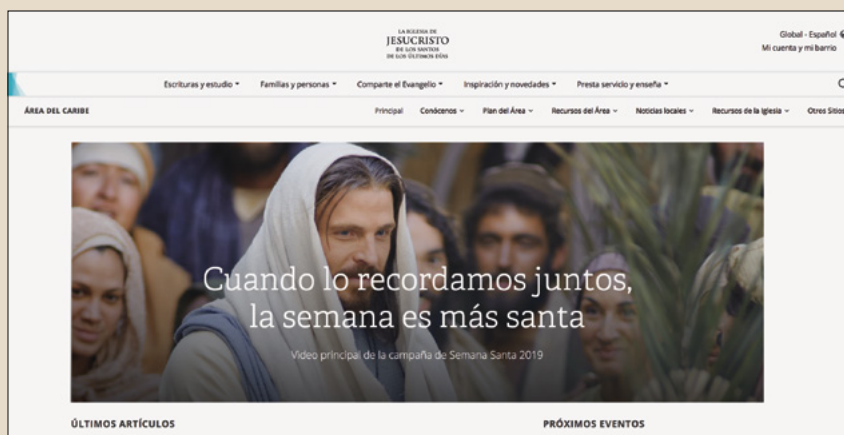 LA IGLESIA DE
JESUCRISTO
DE LOS SANTOS
DE LOS ÚLTIMOS DÍAS
Global - Español
Mi cuenta y mi barrio
Escrituras y estudio Familias y personas Comparte el Evangelio Inspiración y novedades Presta servicio y enseña
ÁREA DEL CARIBE Principal Conócenos Plan del Área Recursos del Área Noticias locales Recursos de la Iglesia Otros Sitios
Cuando lo recordamos juntos,
la semana es más santa
Video principal de la campaña de Semana Santa 2019
ÚLTIMOS ARTÍCULOS PRÓXIMOS EVENTOS